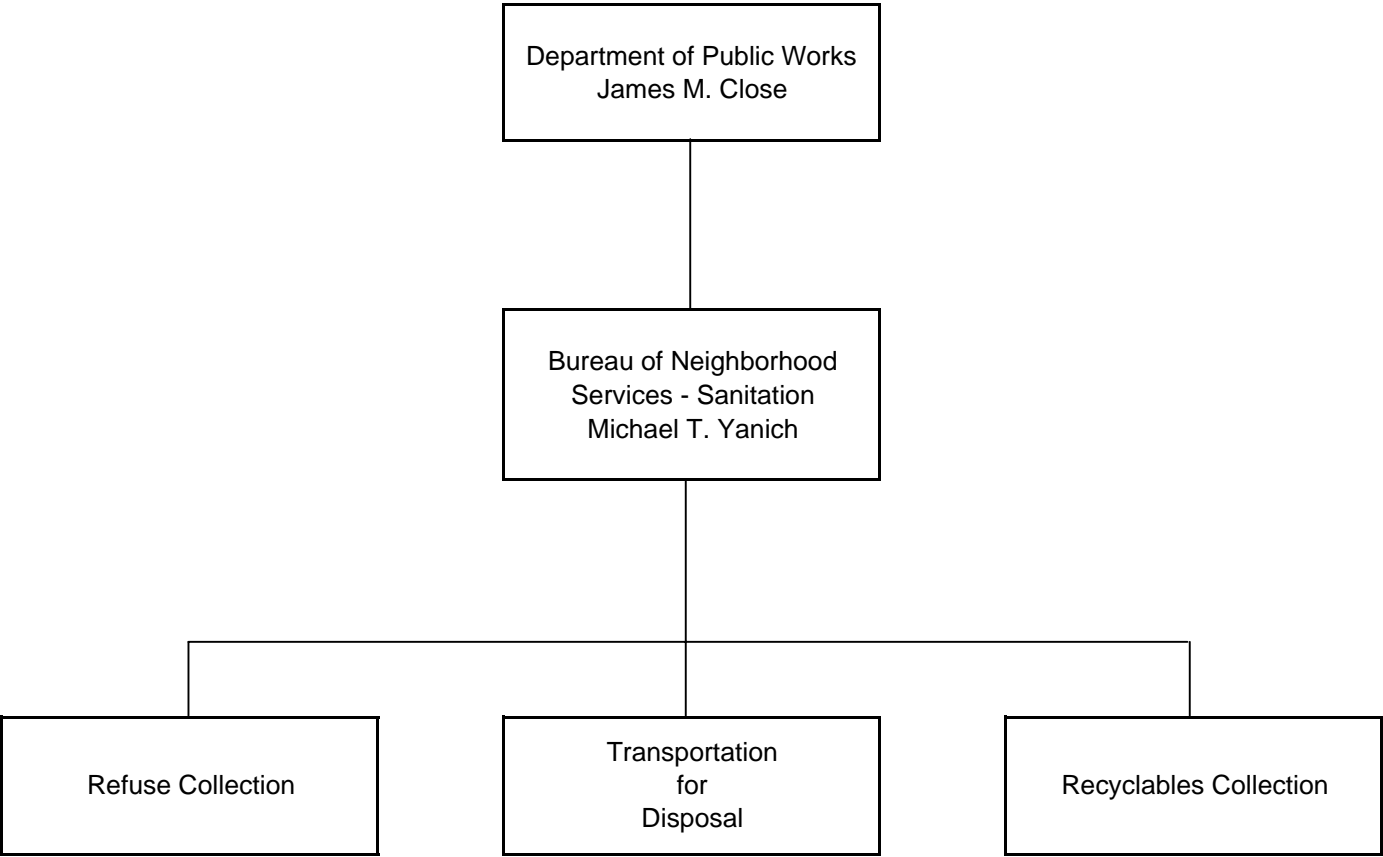 Department of Public Works
James M. Close
Bureau of Neighborhood
Services - Sanitation
Michael T. Yanich
Refuse Collection
Transportation
for
Disposal
Recyclables Collection